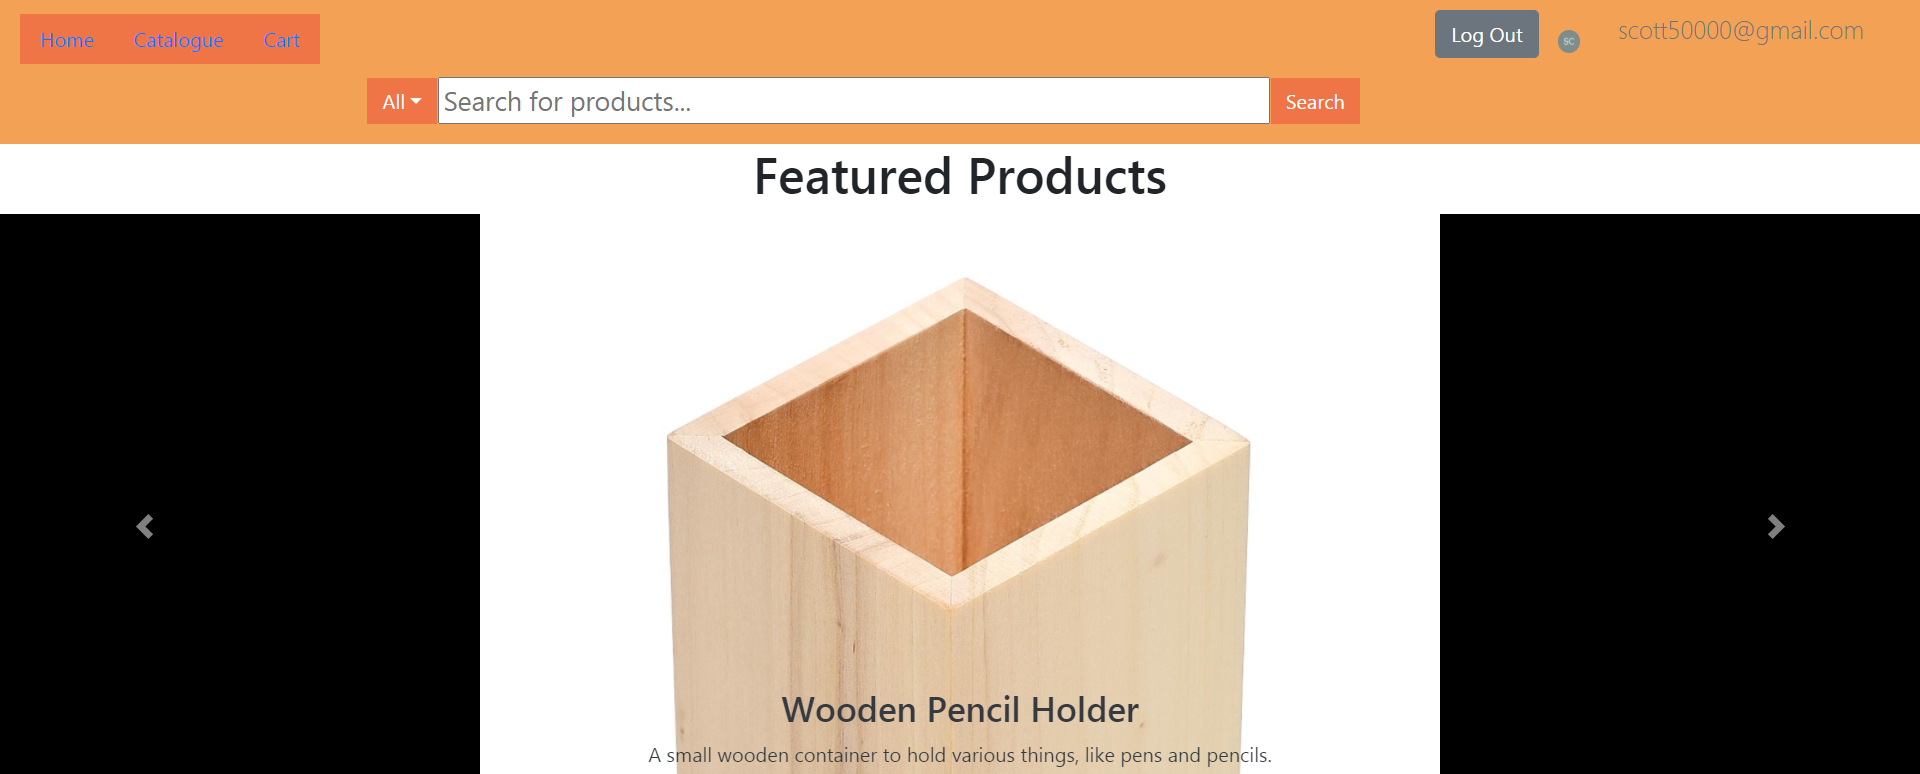 Home Catalogue Cart
Log Out
SC
scott50000@gmail.com
All
Search for products...
Search
Featured Products
Wooden Pencil Holder
A small wooden container to hold various things, like pens and pencils.